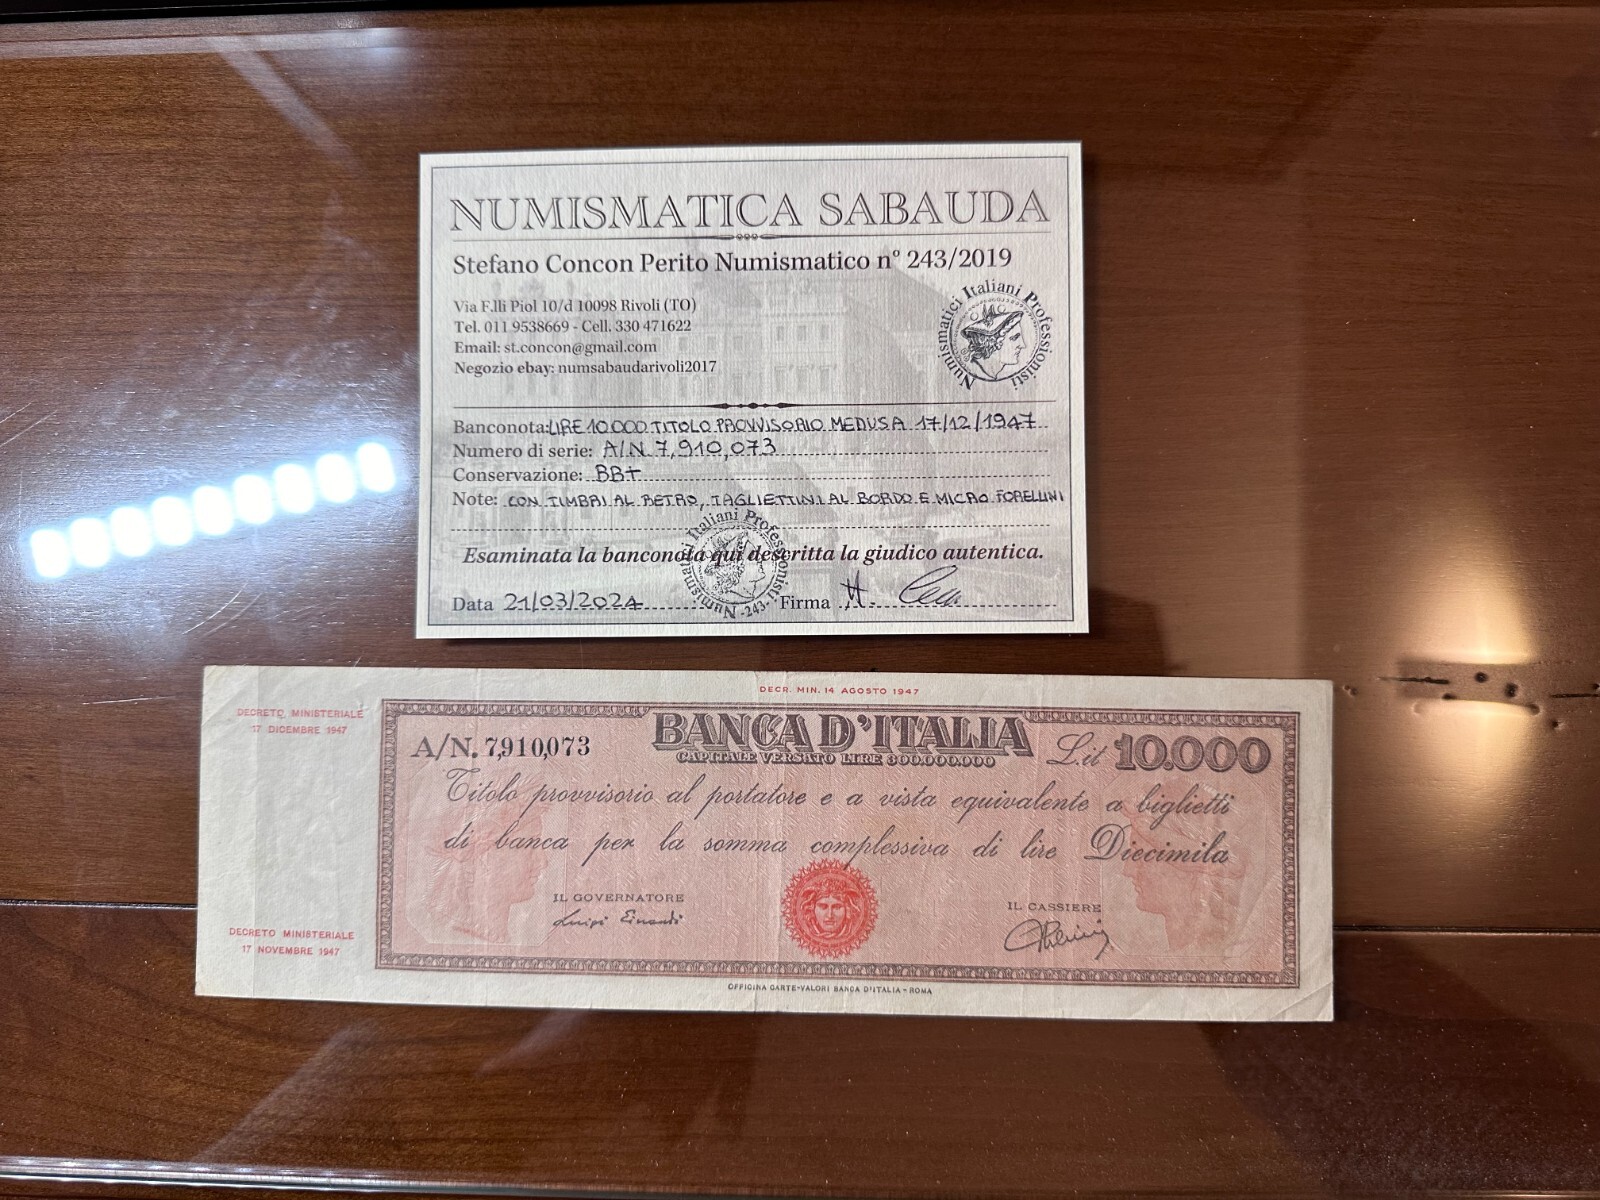 NUMISMATICA SABAUDA
Stefano Concon Perito Numismatico n° 243/2019
Via F.lli Piol 10/d 10098 Rivoli (TO)
Tel. 011 9538669 - Cell. 330 471622
Email: st.concon@gmail.com
Negozio ebay: numsabaudarivoli2017
Numismatici Italiani Professionisti
Banconota: LIRE 10.000 TITOLO PROVVISORIO MEDUSA 17/12/1947
Numero di serie: A/N 7,910,073
Conservazione: BB+
Note: CON TIMBRI AL RETRO, TAGLIETTINI AL BORDO E MICRO FORELLINI
Numismatici Italiani Professionisti -243-
Esaminata la banconota qui descritta la giudico autentica.
Data 21/03/2024 Firma
DECR. MIN. 14 AGOSTO 1947
DECRETO MINISTERIALE
17 DICEMBRE 1947
BANCA D'ITALIA
CAPITALE VERSATO LIRE 300.000.000
A/N. 7,910,073
Lit 10.000
Titolo provvisorio al portatore e a vista equivalente a biglietti
di banca per la somma complessiva di lire Diecimila
IL GOVERNATORE
Luigi Einaudi
IL CASSIERE
DECRETO MINISTERIALE
17 NOVEMBRE 1947
OFFICINA CARTE-VALORI BANCA D'ITALIA - ROMA